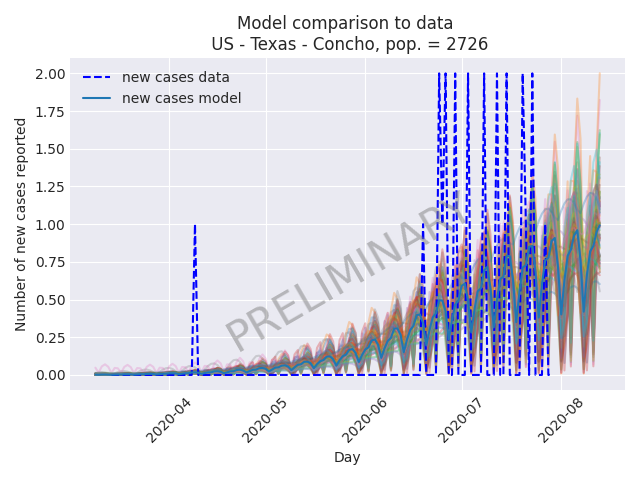 Model comparison to data
US - Texas - Concho, pop. = 2726
new cases data
new cases model
PRELIMINARY
Number of new cases reported
2.00
1.75
1.50
1.25
1.00
0.75
0.50
0.25
0.00
2020-04
2020-05
2020-06
2020-07
2020-08
Day